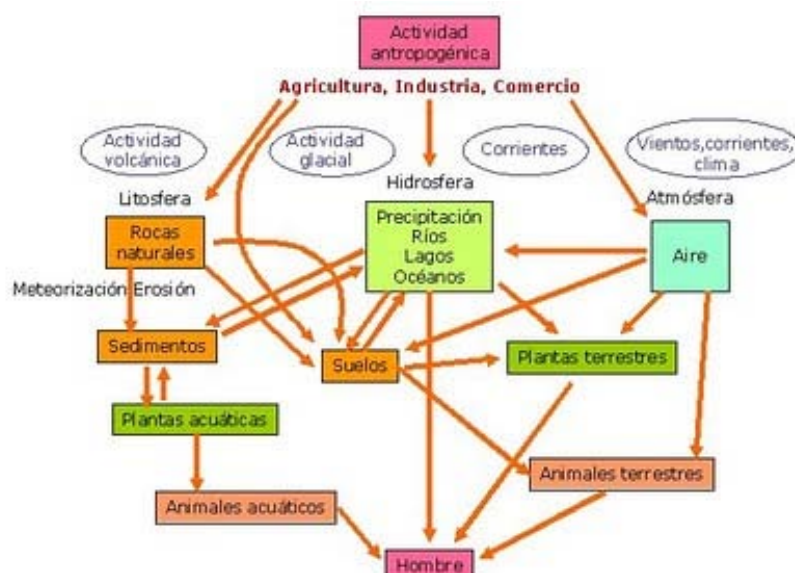 Actividad
antropogénica
Agricultura, Industria, Comercio
Actividad
volcánica
Actividad
glacial
Corrientes
Vientos,corrientes,
clima
Litosfera
Hidrosfera
Atmósfera
Rocas
naturales
Precipitación
Ríos
Lagos
Océanos
Aire
Meteorización Erosión
Sedimentos
Suelos
Plantas terrestres
Plantas acuáticas
Animales terrestres
Animales acuáticos
Hombre